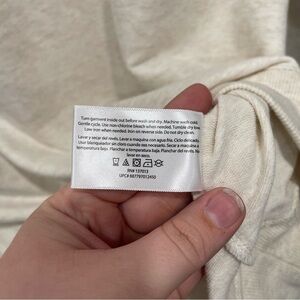 Turn garment inside out before wash and dry. Machine wash cold.
Gentle cycle. Use non-chlorine bleach when needed. Tumble dry low.
Low iron when needed. Iron on reverse side. Do not dry clean.
Lavar y secar del revés. Lavar a máquina con agua fría. Ciclo delicado.
Usar blanqueador sin cloro cuando sea necesario. Secar a máquina a
temperatura baja. Planchar a temperatura baja. Planchar del revés. No
lavar en seco.
RN# 137013
UPC# 887797012450